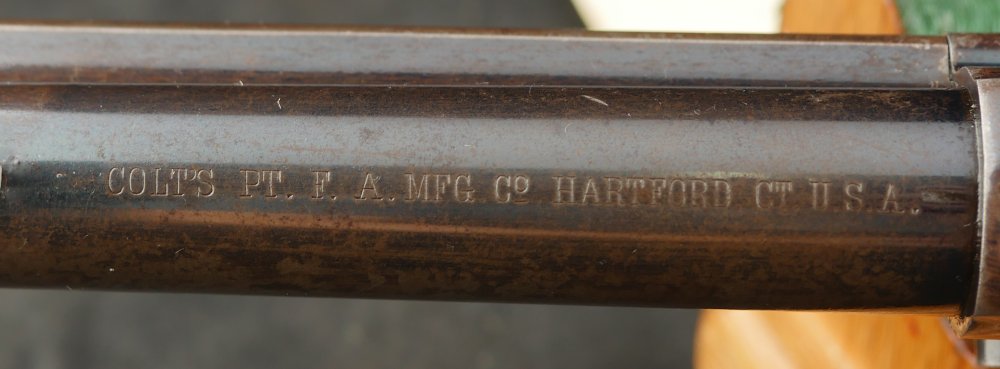 COLT'S PT. F. A. MFG Cº HARTFORD CT. U.S.A.